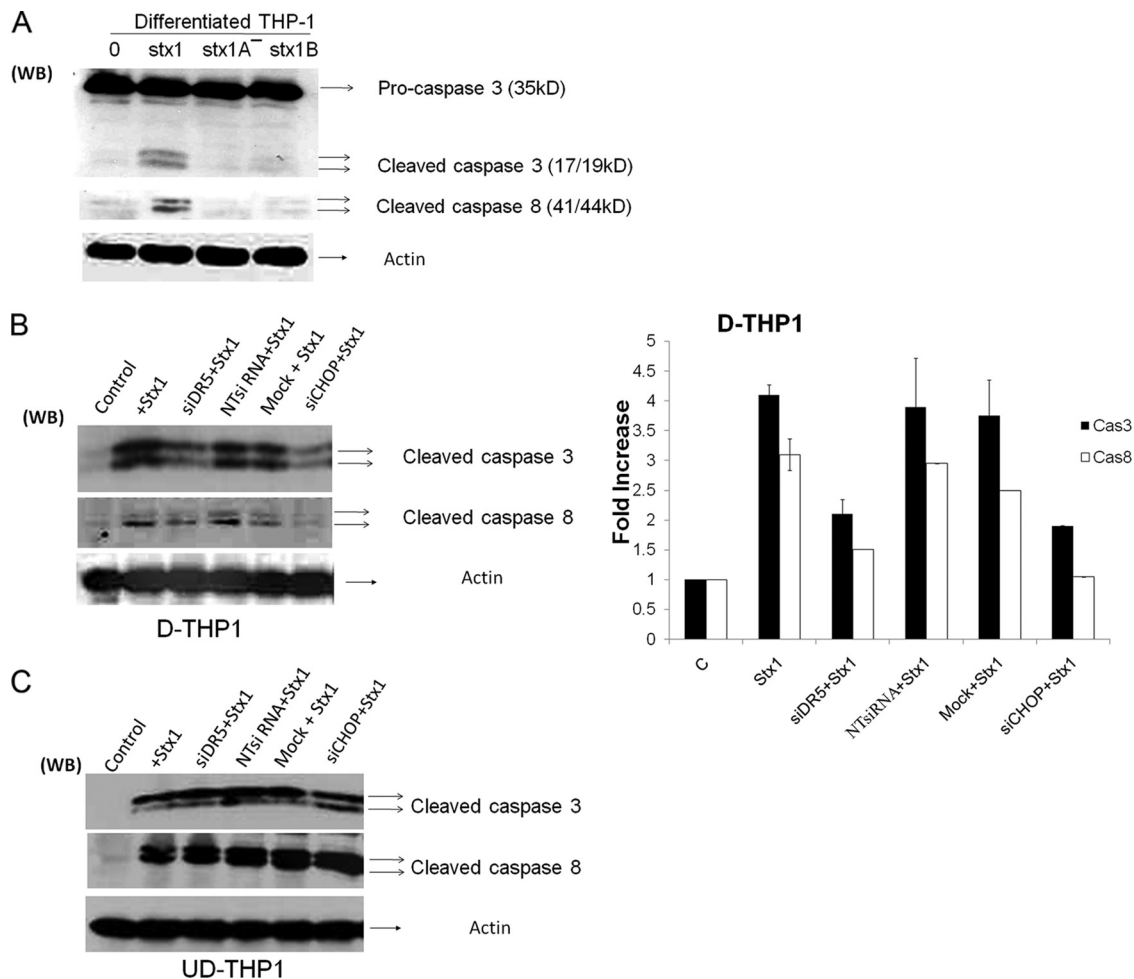 A
Differentiated THP-1
0 stx1 stx1A⁻ stx1B
(WB)
Pro-caspase 3 (35kD)
Cleaved caspase 3 (17/19kD)
Cleaved caspase 8 (41/44kD)
Actin
B
Control
+Stx1
siDR5+Stx1
NTsi RNA+Stx1
Mock + Stx1
siCHOP+Stx1
(WB)
Cleaved caspase 3
Cleaved caspase 8
Actin
D-THP1
D-THP1
Fold Increase
5
4.5
4
3.5
3
2.5
2
1.5
1
0.5
0
C
Stx1
siDR5+Stx1
NTsiRNA+Stx1
Mock+Stx1
siCHOP+Stx1
Cas3
Cas8
C
Control
+Stx1
siDR5+Stx1
NTsi RNA+Stx1
Mock + Stx1
siCHOP+Stx1
(WB)
Cleaved caspase 3
Cleaved caspase 8
Actin
UD-THP1